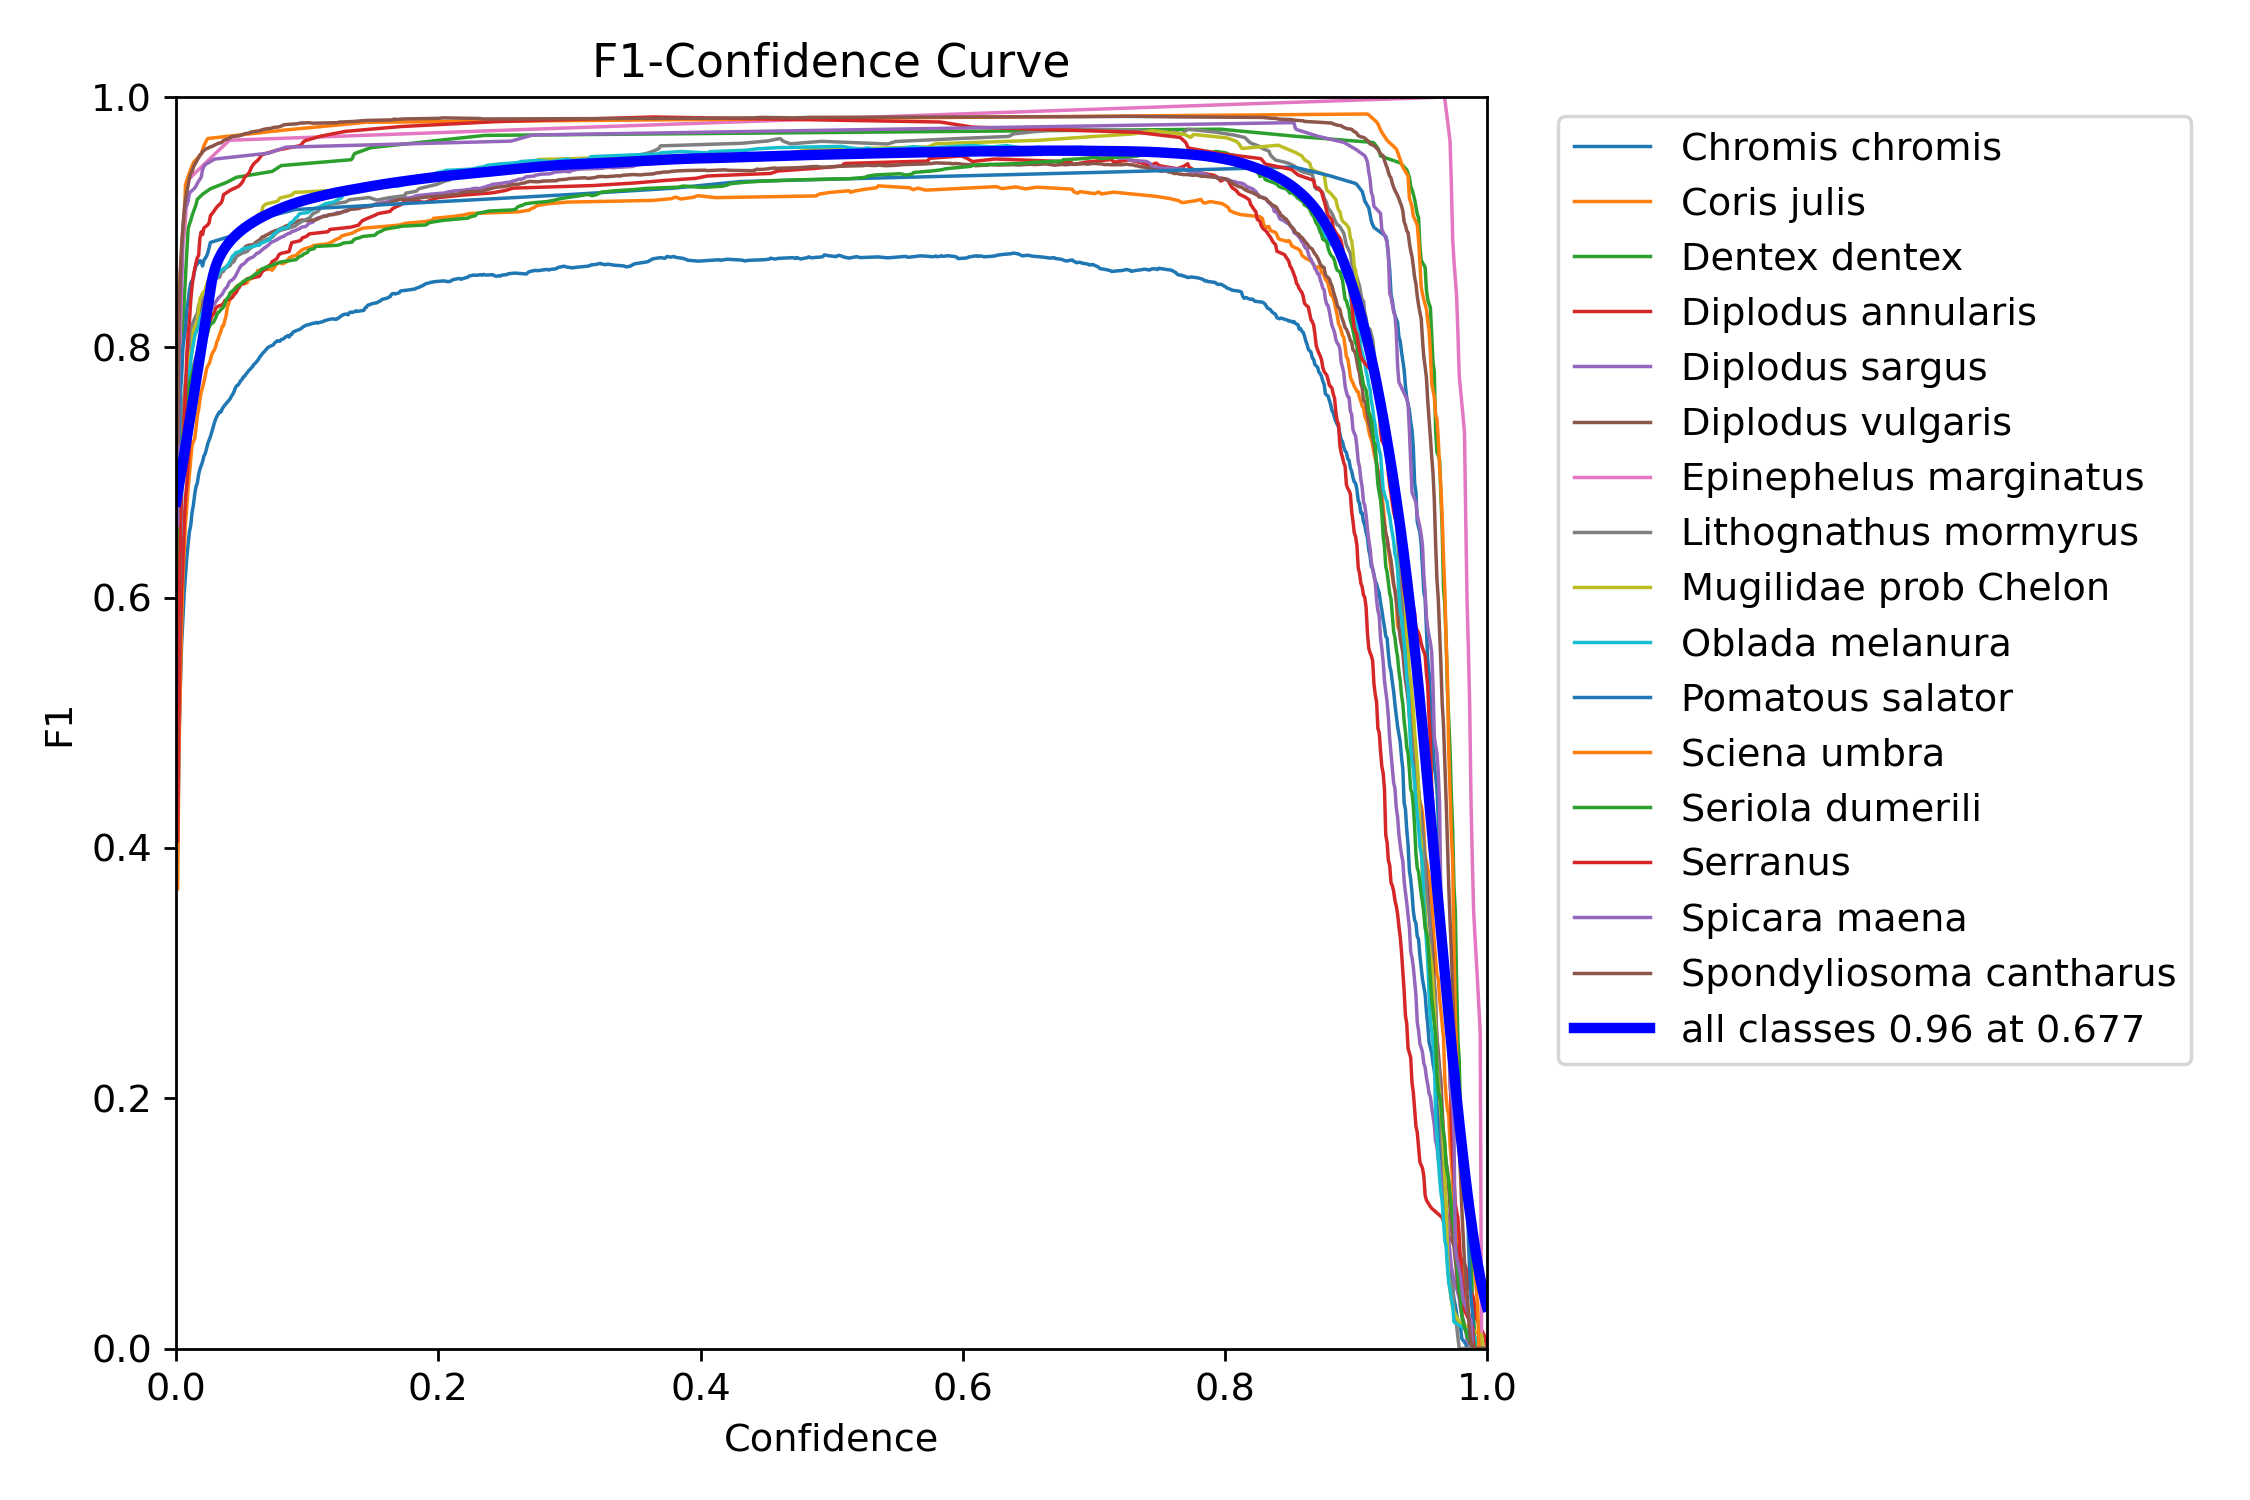 F1-Confidence Curve
1.0
0.8
0.6
0.4
0.2
0.0
F1
0.0 0.2 0.4 0.6 0.8 1.0
Confidence
Chromis chromis
Coris julis
Dentex dentex
Diplodus annularis
Diplodus sargus
Diplodus vulgaris
Epinephelus marginatus
Lithognathus mormyrus
Mugilidae prob Chelon
Oblada melanura
Pomatous salator
Sciena umbra
Seriola dumerili
Serranus
Spicara maena
Spondyliosoma cantharus
all classes 0.96 at 0.677